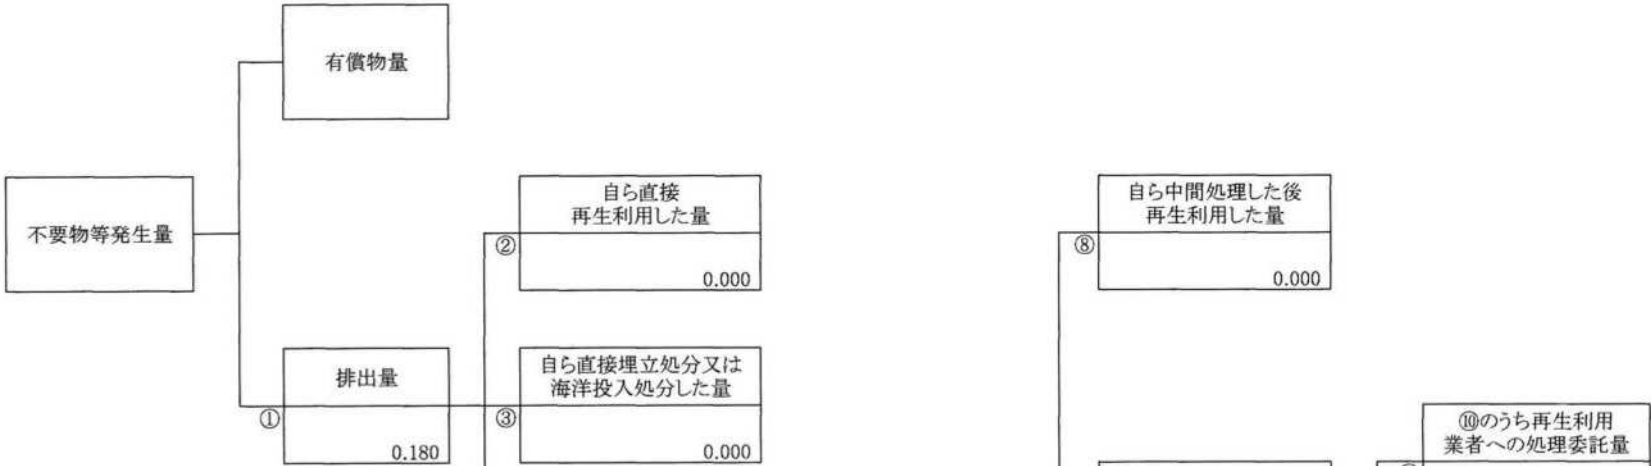 有償物量
不要物等発生量
自ら直接
再生利用した量
②
0.000
自ら中間処理した後
再生利用した量
⑧
0.000
排出量
①
0.180
自ら直接埋立処分又は
海洋投入処分した量
③
0.000
⑩のうち再生利用
業者への処理委託量